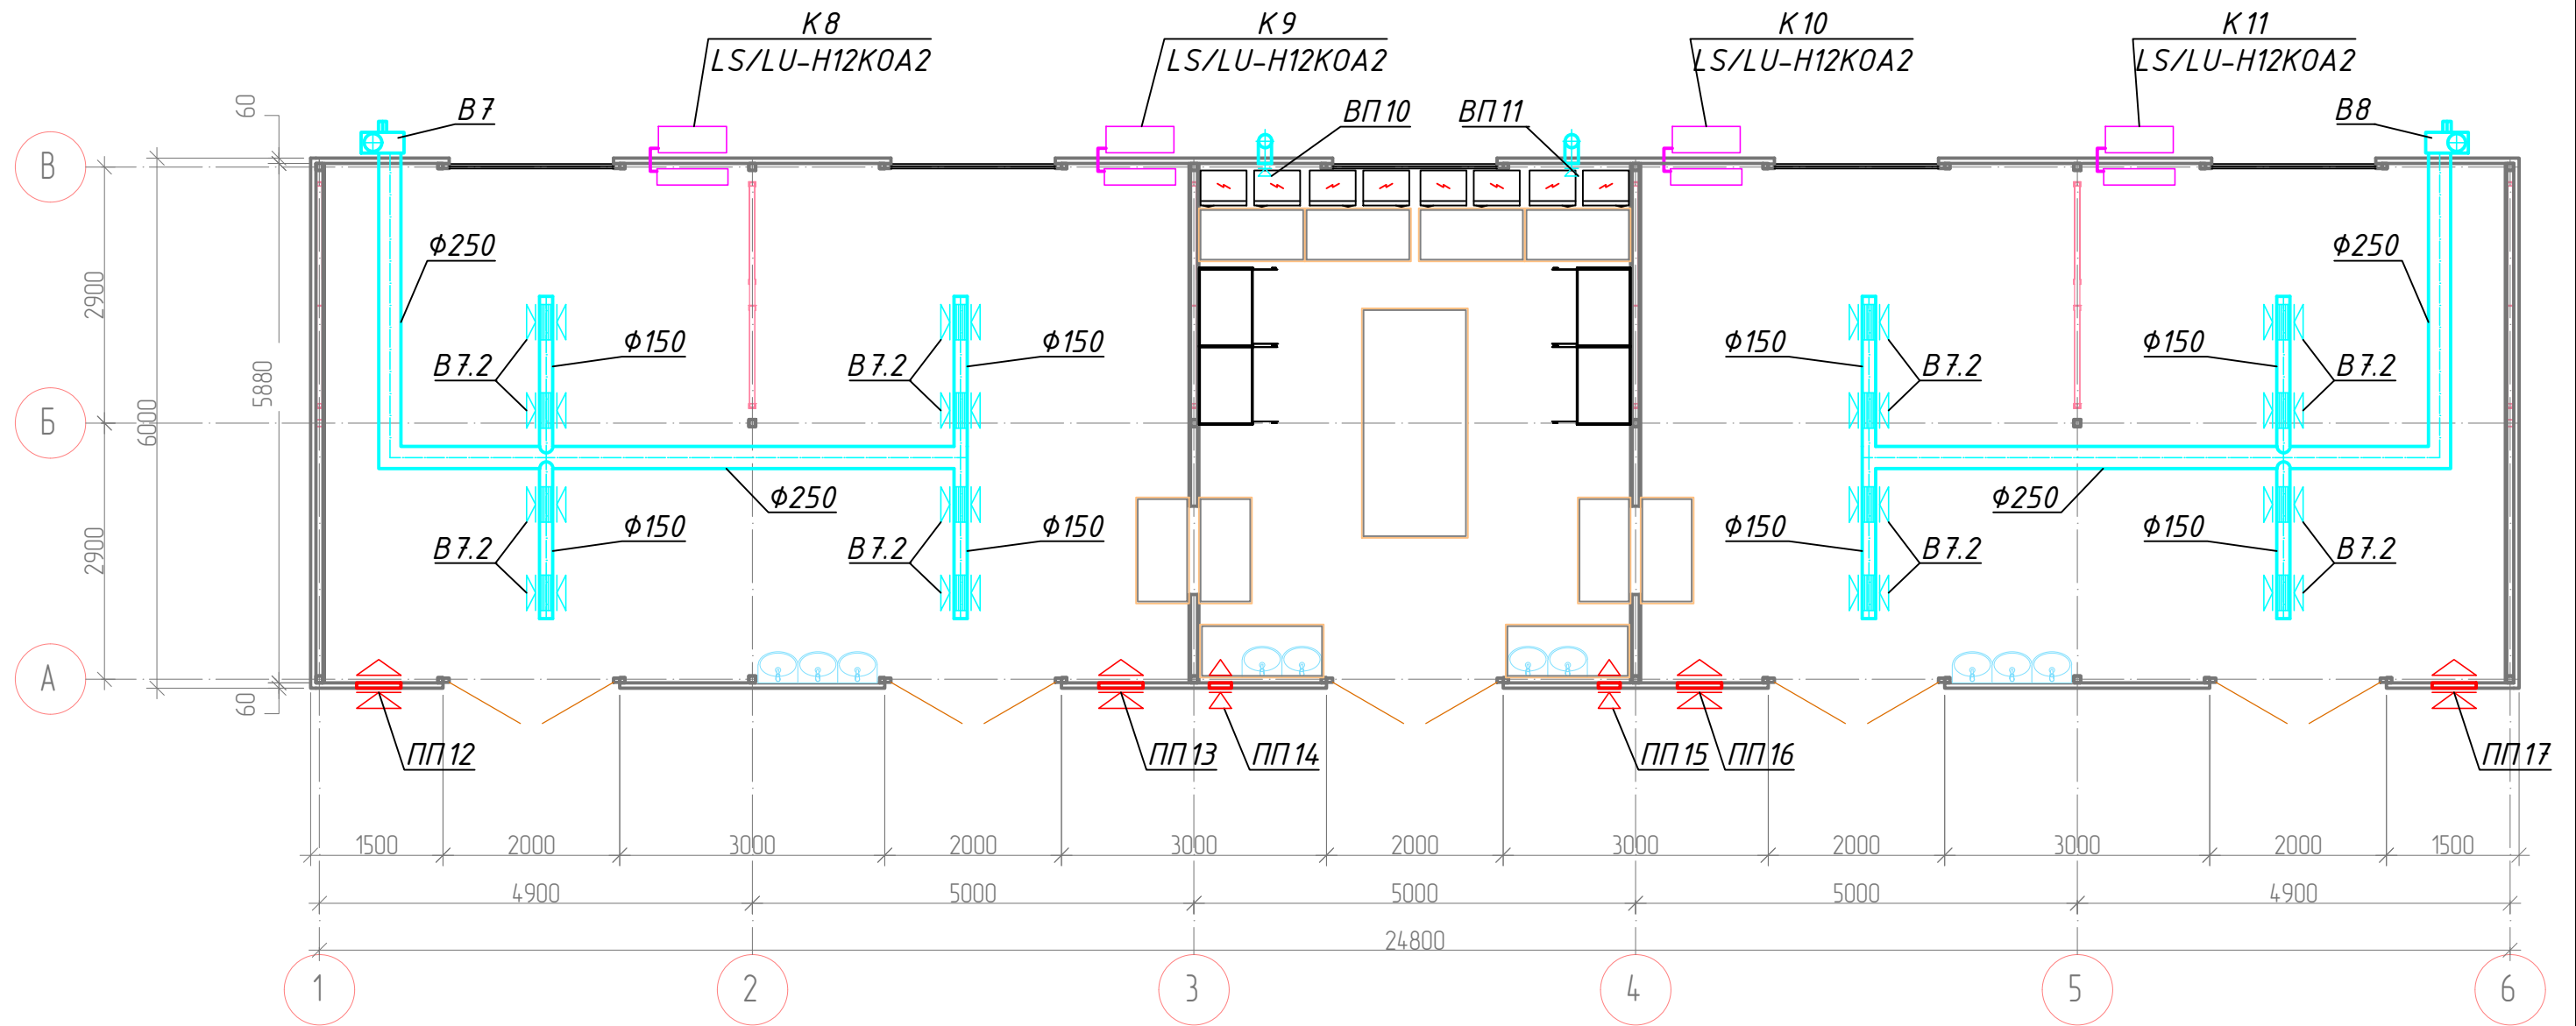 К8
LS/LU-H12KOA2
К9
LS/LU-H12KOA2
К10
LS/LU-H12KOA2
К11
LS/LU-H12KOA2
60
В7
ВП10
ВП11
В8
В
Ф250
Ф250
2900
5880
6000
Ф150
Ф150
Ф150
Ф150
В7.2
В7.2
В7.2
В7.2
Б
Ф250
Ф250
2900
Ф150
Ф150
Ф150
Ф150
В7.2
В7.2
В7.2
В7.2
А
60
ПП12
ПП13
ПП14
ПП15
ПП16
ПП17
1500
2000
3000
2000
3000
2000
3000
2000
3000
2000
1500
4900
5000
5000
5000
4900
24800
1
2
3
4
5
6